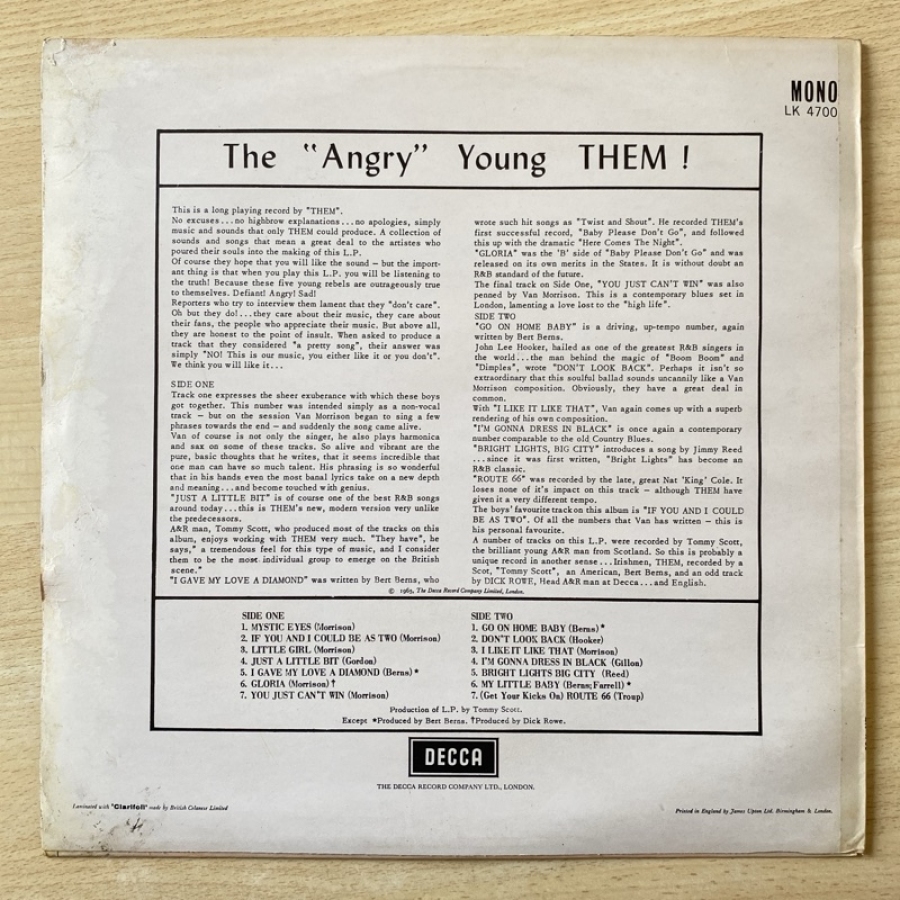 MONO
LK 4700
The "Angry" Young THEM !
This is a long playing record by "THEM".
No excuses...no highbrow explanations...no apologies, simply
music and sounds that only THEM could produce. A collection of
sounds and songs that mean a great deal to the artistes who
poured their souls into the making of this L.P.
Of course they hope that you will like the sound – but the import-
ant thing is that when you play this L.P. you will be listening to
the truth! Because these five young rebels are outrageously true
to themselves. Defiant! Angry! Sad!
Reporters who try to interview them lament that they "don't care".
Oh but they do!...they care about their music, they care about
their fans, the people who appreciate their music. But above all,
they are honest to the point of insult. When asked to produce a
track that they considered "a pretty song", their answer was
simply "NO! This is our music, you either like it or you don't".
We think you will like it...
SIDE ONE
Track one expresses the sheer exuberance with which these boys
got together. This number was intended simply as a non-vocal
track – but on the session Van Morrison began to sing a few
phrases towards the end – and suddenly the song came alive.
Van of course is not only the singer, he also plays harmonica
and sax on some of these tracks. So alive and vibrant are the
pure, basic thoughts that he writes, that it seems incredible that
one man can have so much talent. His phrasing is so wonderful
that in his hands even the most banal lyrics take on a new depth
and meaning...and become touched with genius.
"JUST A LITTLE BIT" is of course one of the best R&B songs
around today...this is THEM's new, modern version very unlike
the predecessors.
A&R man, Tommy Scott, who produced most of the tracks on this
album, enjoys working with THEM very much. "They have", he
says," a tremendous feel for this type of music, and I consider
them to be the most individual group to emerge on the British
scene."
"I GAVE MY LOVE A DIAMOND" was written by Bert Berns, who
wrote such hit songs as "Twist and Shout". He recorded THEM's
first successful record, "Baby Please Don't Go", and followed
this up with the dramatic "Here Comes The Night".
"GLORIA" was the 'B' side of "Baby Please Don't Go" and was
released on its own merits in the States. It is without doubt an
R&B standard of the future.
The final track on Side One, "YOU JUST CAN'T WIN" was also
penned by Van Morrison. This is a contemporary blues set in
London, lamenting a love lost to the "high life".
SIDE TWO
"GO ON HOME BABY" is a driving, up-tempo number, again
written by Bert Berns.
John Lee Hooker, hailed as one of the greatest R&B singers in
the world...the man behind the magic of "Boom Boom" and
"Dimples", wrote "DON'T LOOK BACK". Perhaps it isn't so
extraordinary that this soulful ballad sounds uncannily like a Van
Morrison composition. Obviously, they have a great deal in
common.
With "I LIKE IT LIKE THAT", Van again comes up with a superb
rendering of his own composition.
"I'M GONNA DRESS IN BLACK" is once again a contemporary
number comparable to the old Country Blues.
"BRIGHT LIGHTS, BIG CITY" introduces a song by Jimmy Reed
...since it was first written, "Bright Lights" has become an
R&B classic.
"ROUTE 66" was recorded by the late, great Nat 'King' Cole. It
loses none of it's impact on this track – although THEM have
given it a very different tempo.
The boys' favourite track on this album is "IF YOU AND I COULD
BE AS TWO". Of all the numbers that Van has written – this is
his personal favourite.
A number of tracks on this L.P. were recorded by Tommy Scott,
the brilliant young A&R man from Scotland. So this is probably a
unique record in another sense...Irishmen, THEM, recorded by a
Scot, "Tommy Scott", an American, Bert Berns, and an odd track
by DICK ROWE, Head A&R man at Decca...and English.
© 1965, The Decca Record Company Limited, London.
SIDE ONE
1. MYSTIC EYES (Morrison)
2. IF YOU AND I COULD BE AS TWO (Morrison)
3. LITTLE GIRL (Morrison)
4. JUST A LITTLE BIT (Gordon)
5. I GAVE MY LOVE A DIAMOND (Berns)*
6. GLORIA (Morrison)†
7. YOU JUST CAN'T WIN (Morrison)
SIDE TWO
1. GO ON HOME BABY (Berns)*
2. DON'T LOOK BACK (Hooker)
3. I LIKE IT LIKE THAT (Morrison)
4. I'M GONNA DRESS IN BLACK (Gillon)
5. BRIGHT LIGHTS BIG CITY (Reed)
6. MY LITTLE BABY (Berns; Farrell)*
7. (Get Your Kicks On) ROUTE 66 (Troup)
Production of L.P. by Tommy Scott.
Except *Produced by Bert Berns. †Produced by Dick Rowe.
DECCA
THE DECCA RECORD COMPANY LTD., LONDON.
Laminated with "Clarifoil" made by British Celanese Limited
Printed in England by James Upton Ltd. Birmingham & London.